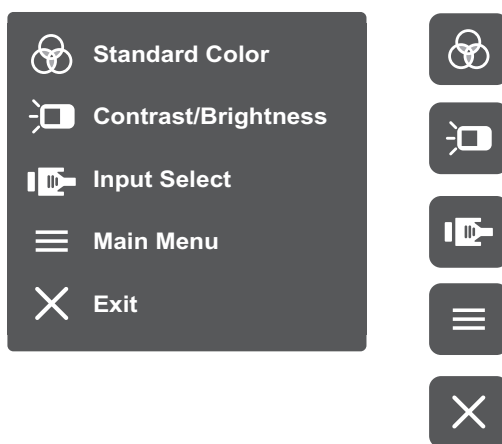 Standard Color
Contrast/Brightness
Input Select
Main Menu
Exit